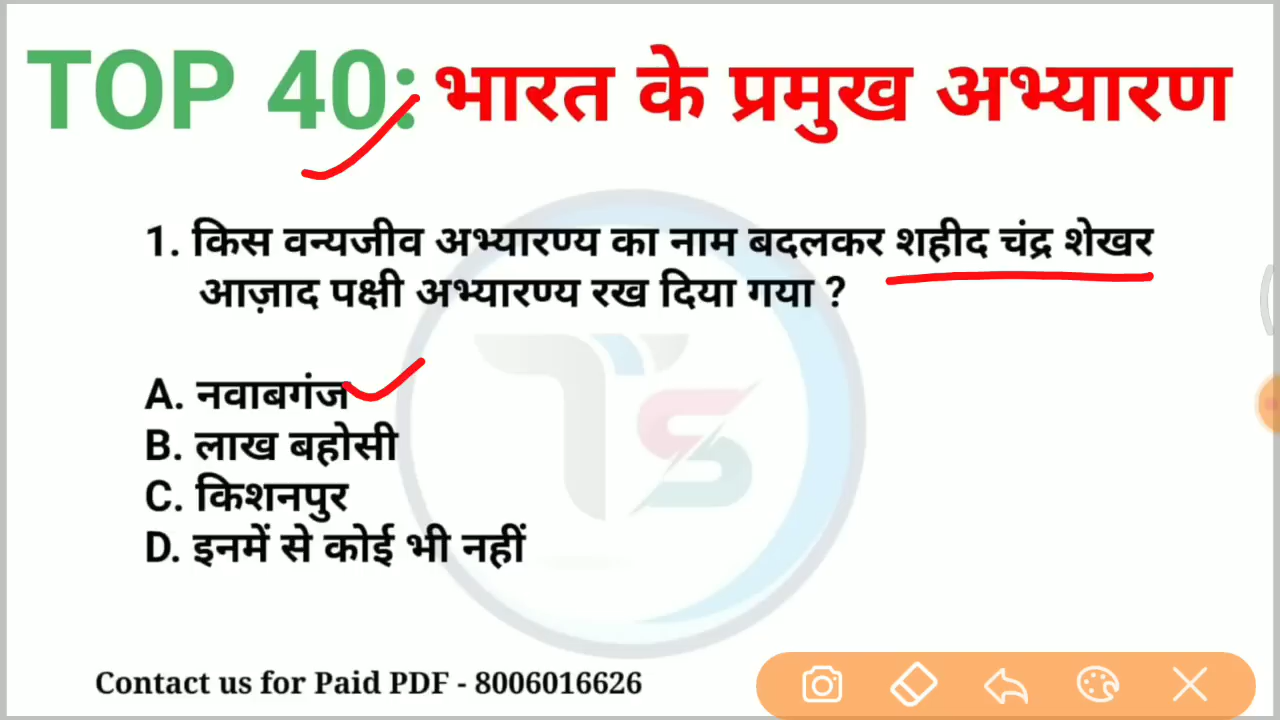 TOP 40: भारत के प्रमुख अभ्यारण
1. किस वन्यजीव अभ्यारण्य का नाम बदलकर शहीद चंद्र शेखर
आज़ाद पक्षी अभ्यारण्य रख दिया गया ?
A. नवाबगंज
B. लाख बहोसी
C. किशनपुर
D. इनमें से कोई भी नहीं
TS
Contact us for Paid PDF - 8006016626